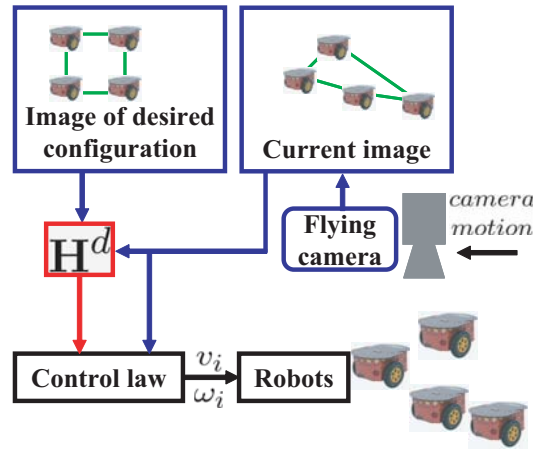 Image of desired
configuration
Current image
Flying
camera
camera
motion
H^d
Control law
v_i
ω_i
Robots